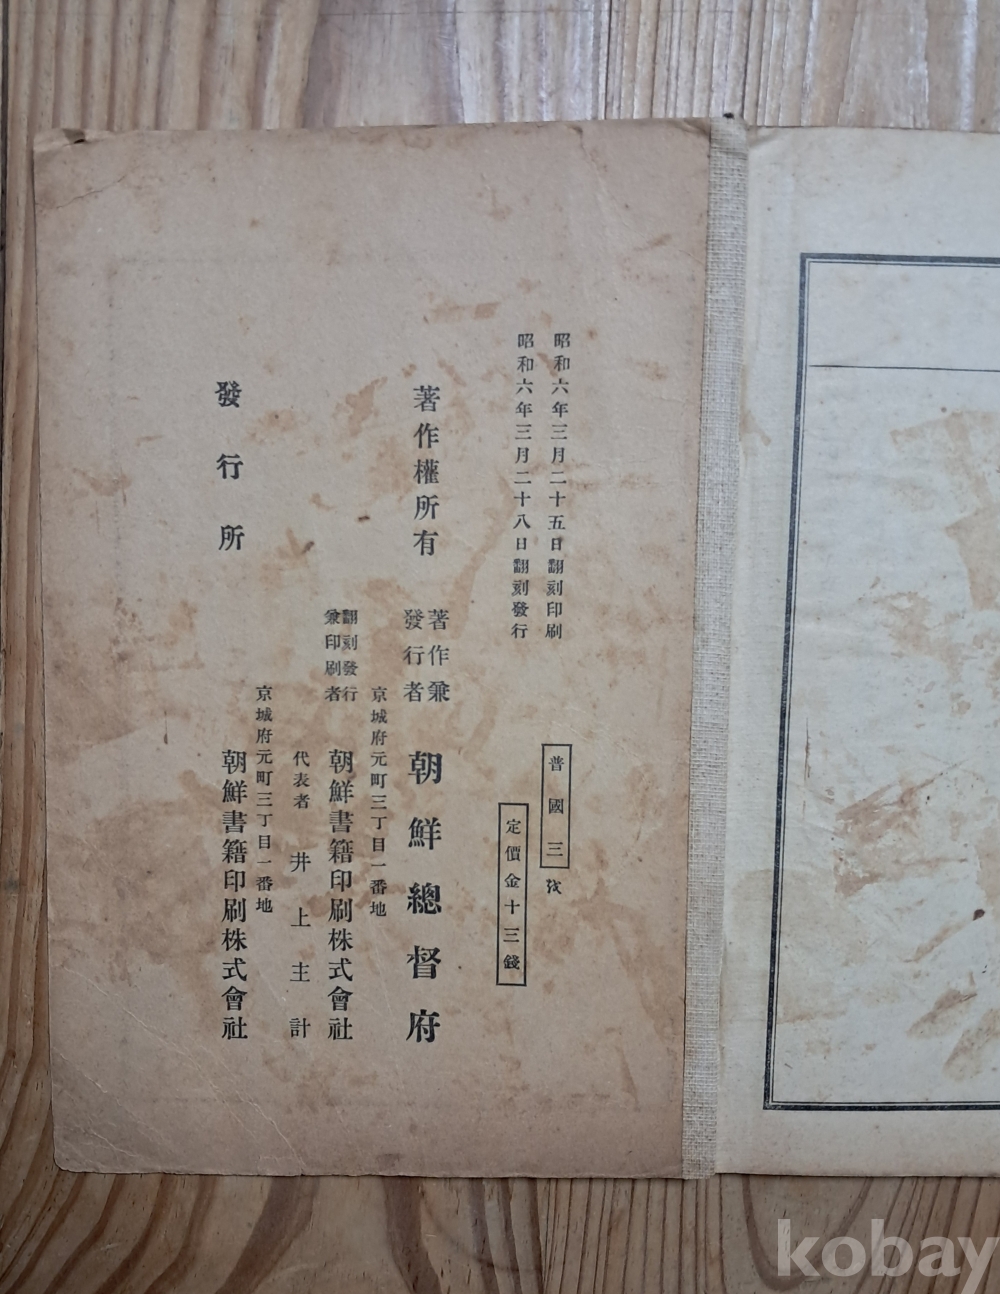 昭和六年三月二十五日翻刻印刷
昭和六年三月二十八日翻刻發行
普國三
定價金十三錢
著作權所有
著作兼
發行者
朝鮮總督府
京城府元町三丁目一番地
翻刻發行
兼印刷者
朝鮮書籍印刷株式會社
代表者 井上主計
京城府元町三丁目一番地
發行所
朝鮮書籍印刷株式會社
kobay